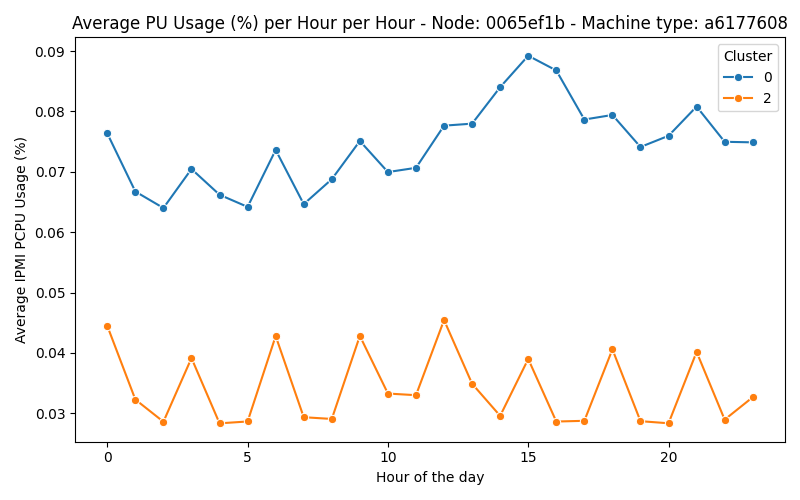 Average PU Usage (%) per Hour per Hour - Node: 0065ef1b - Machine type: a6177608
Cluster
0
2
0.09
0.08
0.07
0.06
0.05
0.04
0.03
Average IPMI PCPU Usage (%)
0 5 10 15 20
Hour of the day